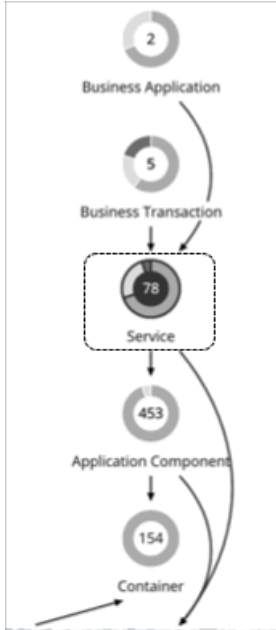 2
Business Application
5
Business Transaction
78
Service
453
Application Component
154
Container